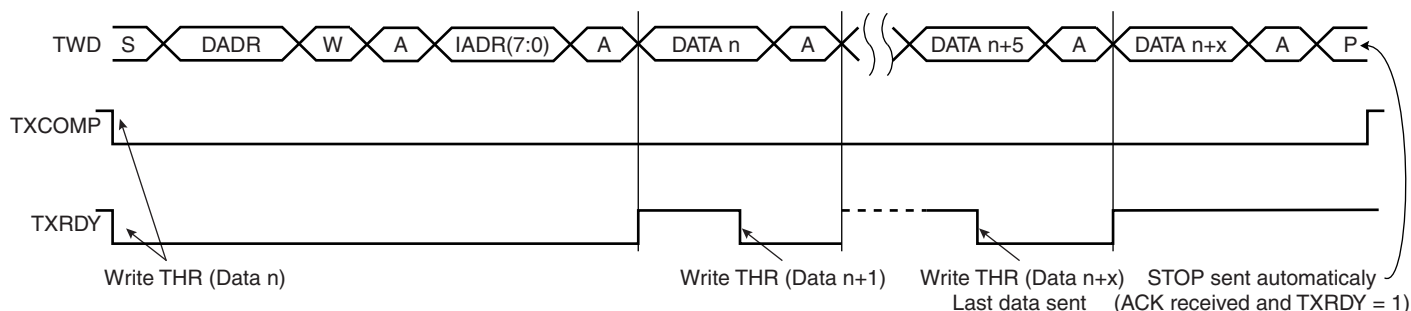 TWD S DADR W A IADR(7:0) A DATA n A DATA n+5 A DATA n+x A P
TXCOMP
TXRDY
Write THR (Data n) Write THR (Data n+1) Write THR (Data n+x) STOP sent automaticaly
Last data sent (ACK received and TXRDY = 1)